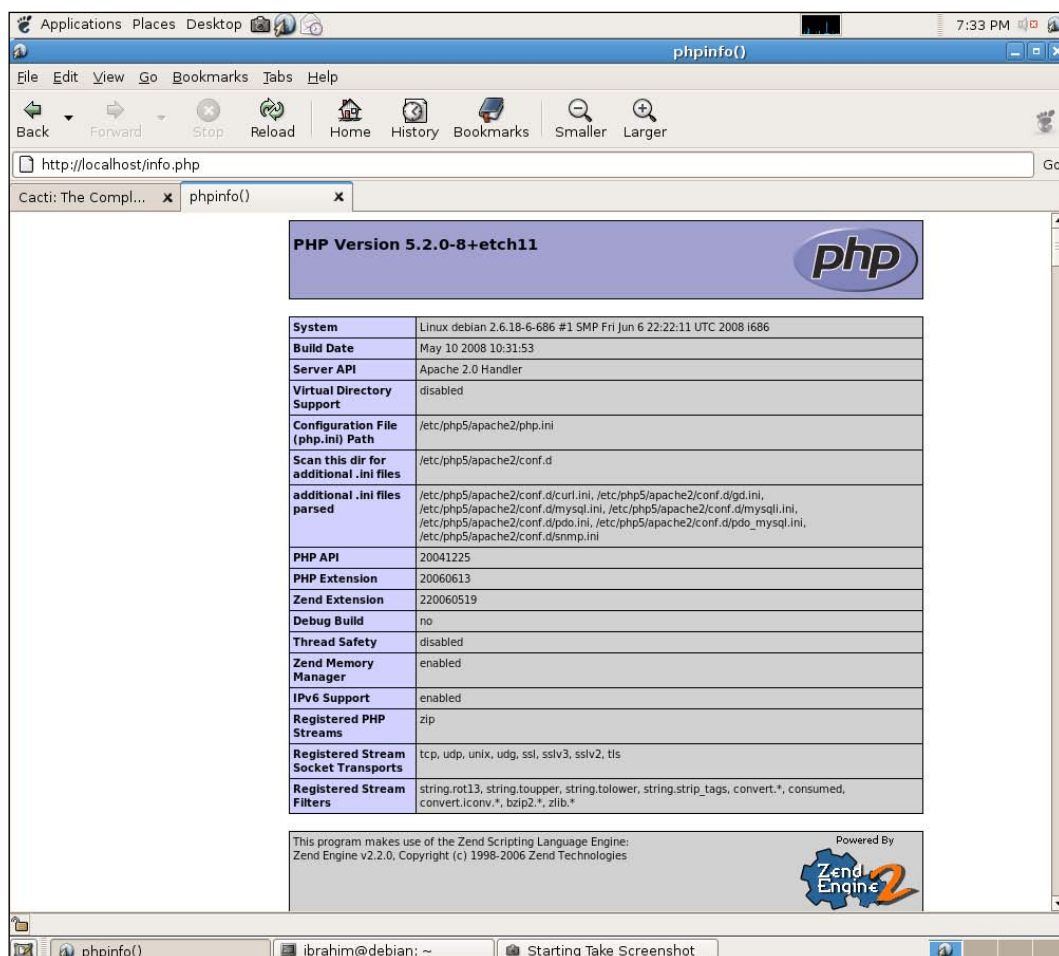 Applications Places Desktop
7:33 PM
phpinfo()
File Edit View Go Bookmarks Tabs Help
Back Forward Stop Reload Home History Bookmarks Smaller Larger
http://localhost/info.php
Go
Cacti: The Compl... x phpinfo() x
PHP Version 5.2.0-8+etch11
php
System Linux debian 2.6.18-6-686 #1 SMP Fri Jun 6 22:22:11 UTC 2008 i686
Build Date May 10 2008 10:31:53
Server API Apache 2.0 Handler
Virtual Directory Support disabled
Configuration File (php.ini) Path /etc/php5/apache2/php.ini
Scan this dir for additional .ini files /etc/php5/apache2/conf.d
additional .ini files parsed /etc/php5/apache2/conf.d/curl.ini, /etc/php5/apache2/conf.d/gd.ini,
/etc/php5/apache2/conf.d/mysql.ini, /etc/php5/apache2/conf.d/mysqli.ini,
/etc/php5/apache2/conf.d/pdo.ini, /etc/php5/apache2/conf.d/pdo_mysql.ini,
/etc/php5/apache2/conf.d/snmp.ini
PHP API 20041225
PHP Extension 20060613
Zend Extension 220060519
Debug Build no
Thread Safety disabled
Zend Memory Manager enabled
IPv6 Support enabled
Registered PHP Streams zip
Registered Stream Socket Transports tcp, udp, unix, udg, ssl, sslv3, sslv2, tls
Registered Stream Filters string.rot13, string.toupper, string.tolower, string.strip_tags, convert.*, consumed,
convert.iconv.*, bzip2.*, zlib.*
This program makes use of the Zend Scripting Language Engine:
Zend Engine v2.2.0, Copyright (c) 1998-2006 Zend Technologies
Powered By
Zend Engine 2
phpinfo() ibrahim@debian: ~ Starting Take Screenshot